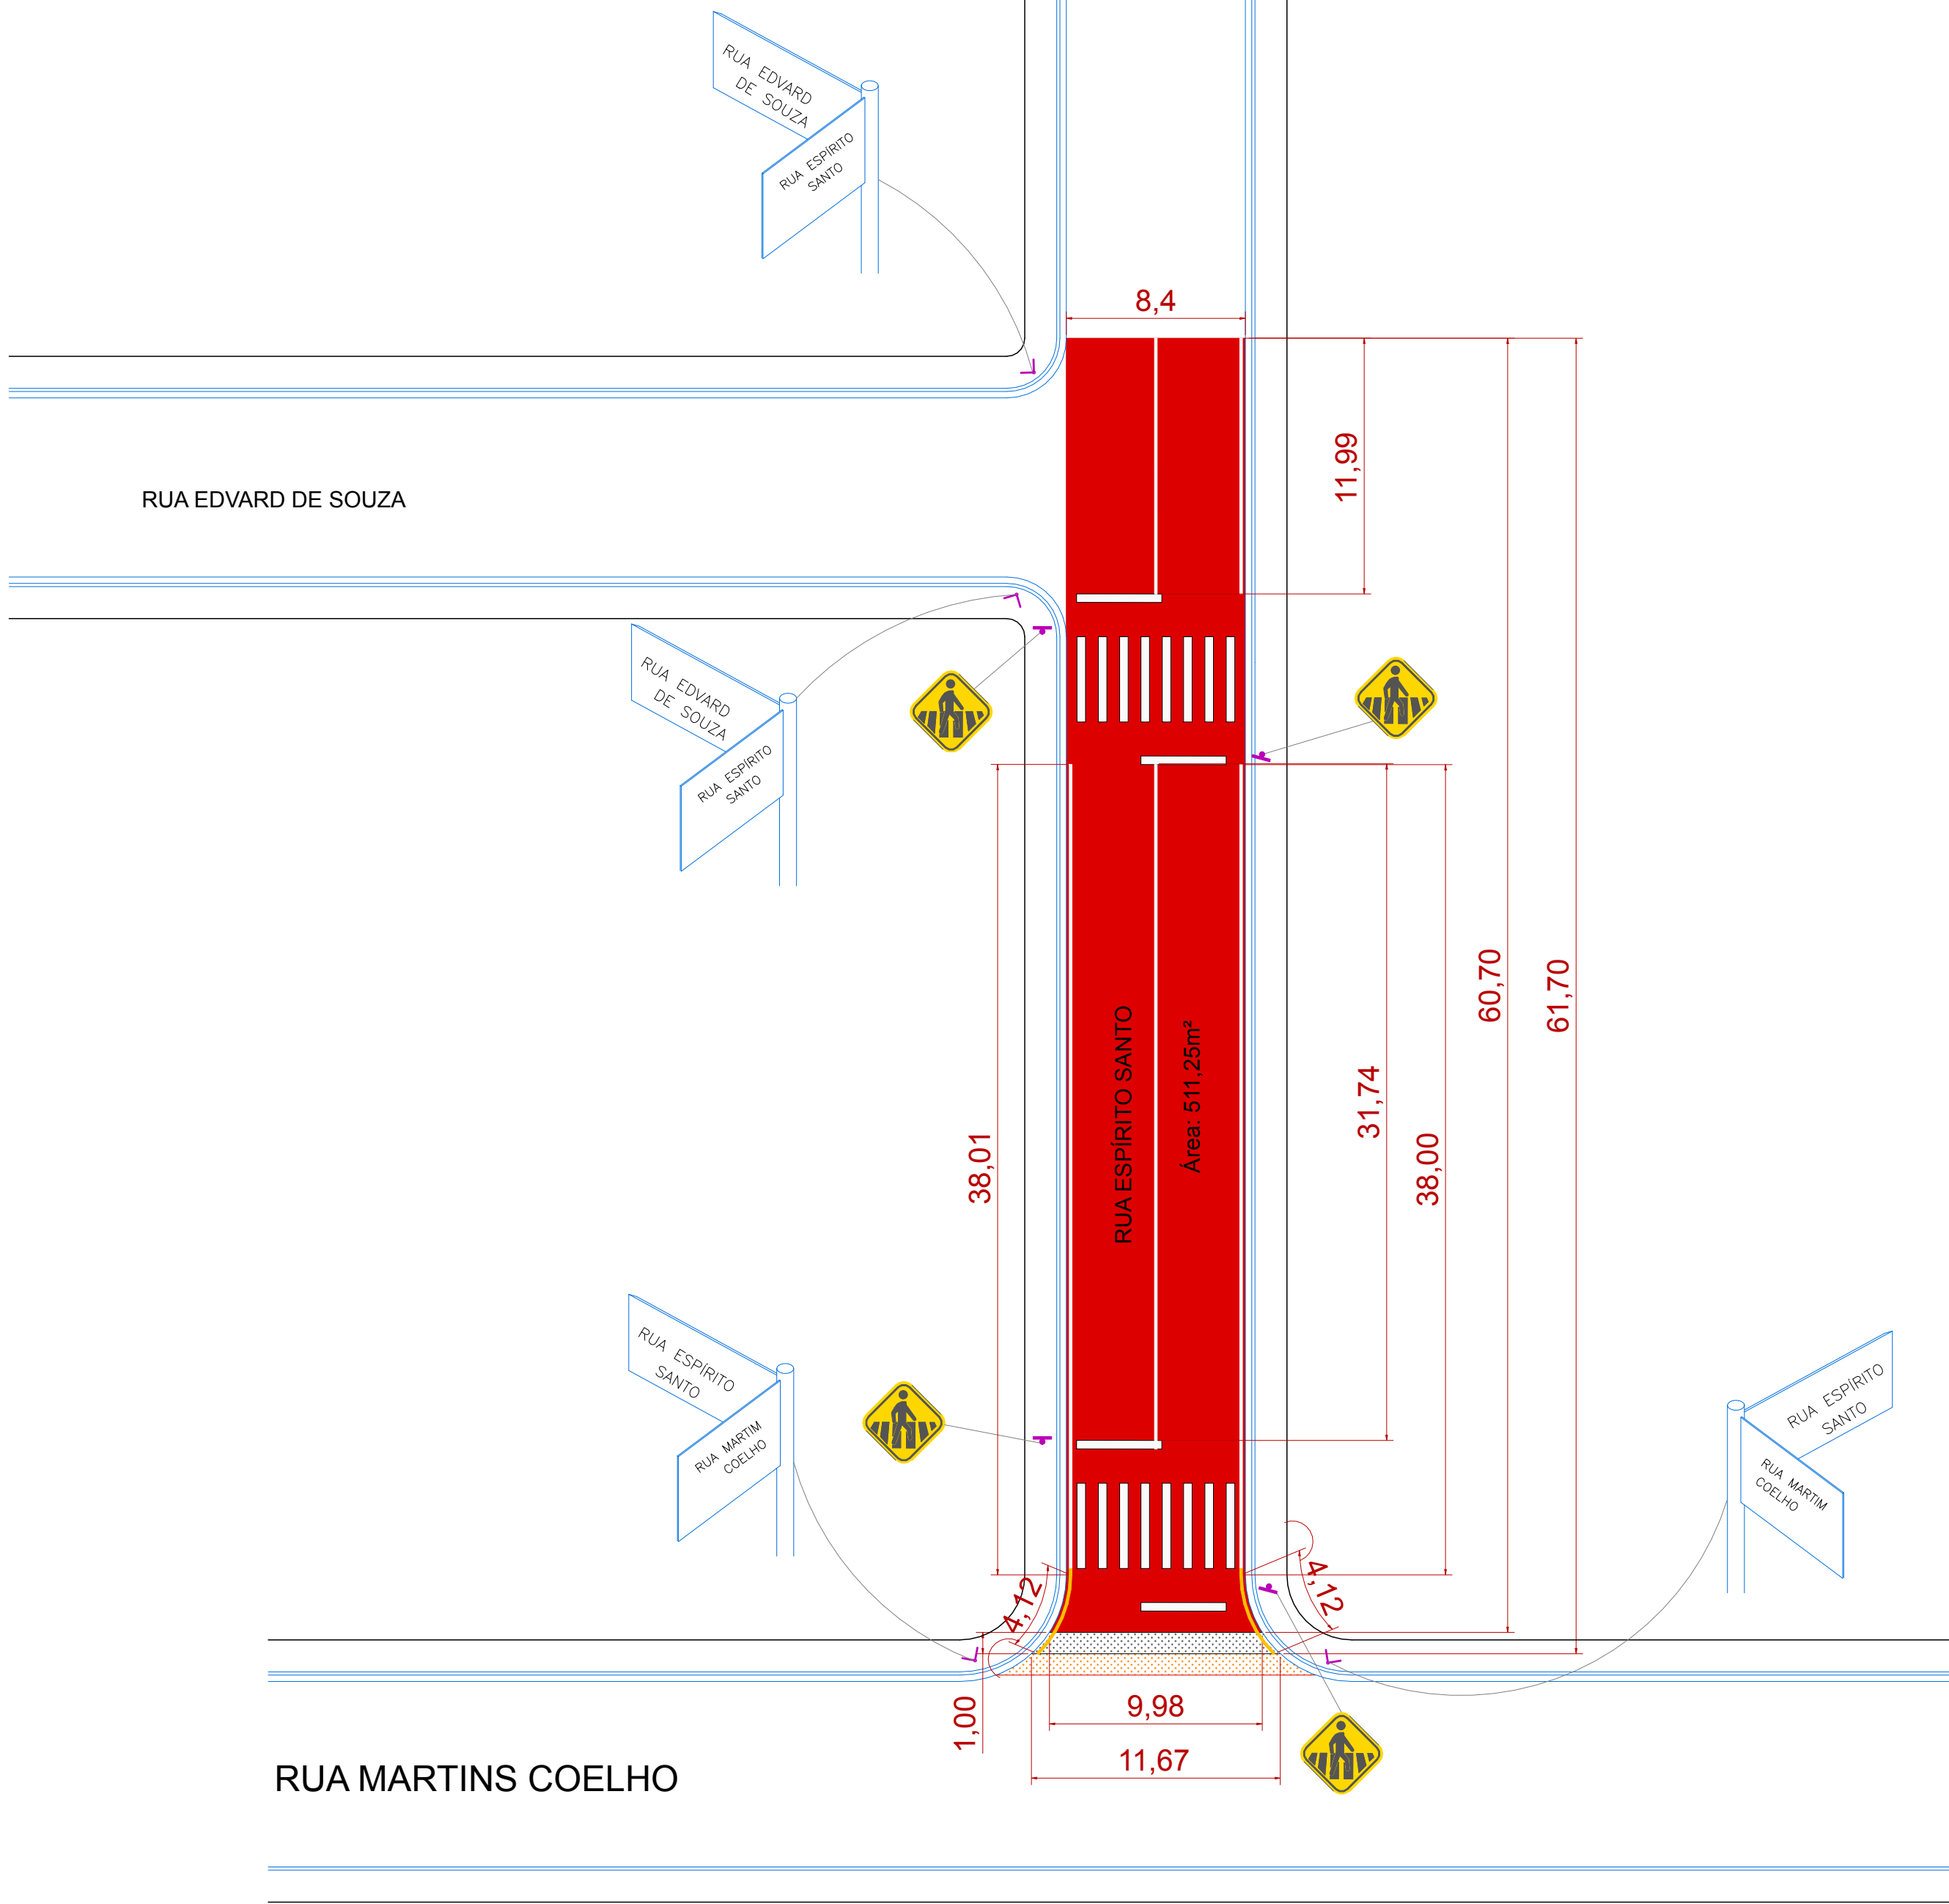 RUA EDVARD
DE SOUZA
RUA ESPÍRITO
SANTO
8,4
11,99
RUA EDVARD DE SOUZA
RUA EDVARD
DE SOUZA
RUA ESPÍRITO
SANTO
60,70
61,70
31,74
38,00
38,01
RUA ESPÍRITO SANTO
Área: 511,25m²
RUA ESPÍRITO
SANTO
RUA MARTIM
COELHO
RUA ESPÍRITO
SANTO
RUA MARTIM
COELHO
4,12
4,12
1,00
9,98
11,67
RUA MARTINS COELHO